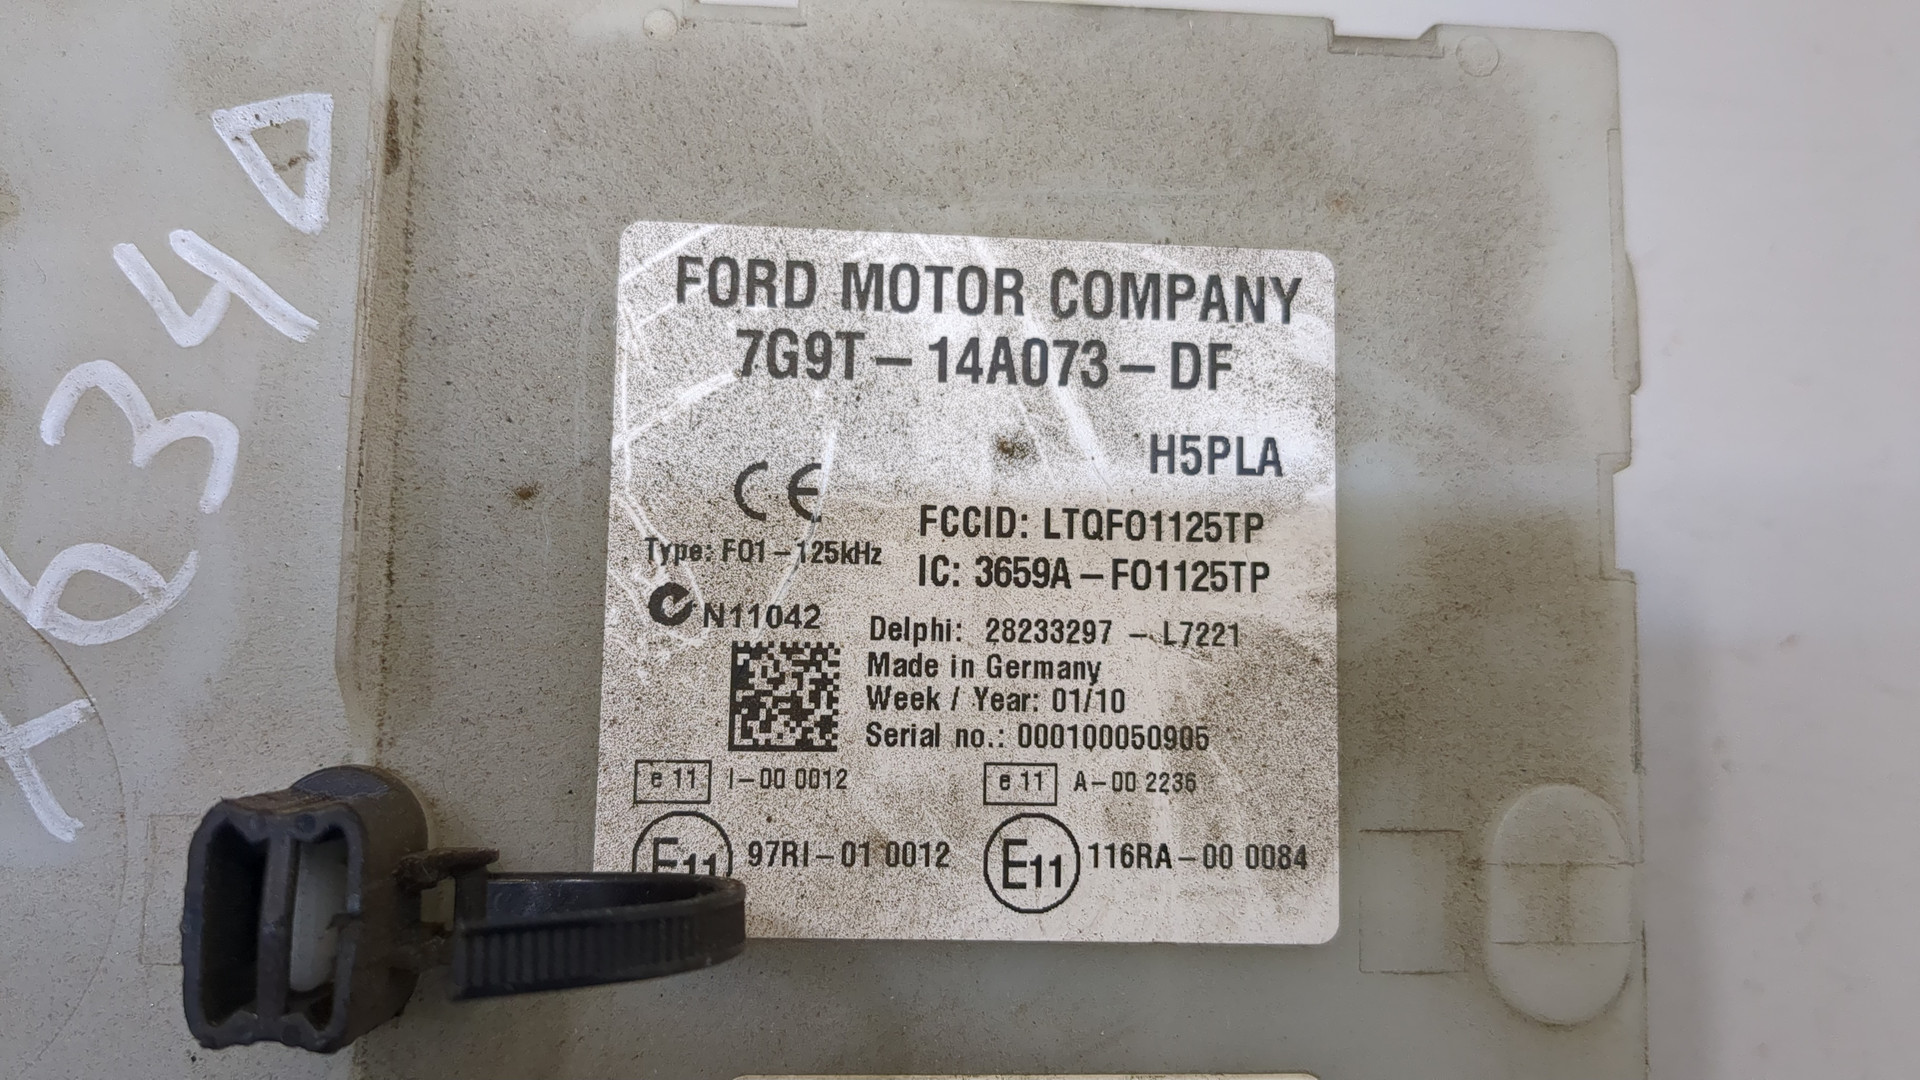 X6340
FORD MOTOR COMPANY
7G9T-14A073-DF
H5PLA
CE
FCCID: LTQFO1125TP
Type: FO1-125kHz
IC: 3659A-FO1125TP
N11042
Delphi: 28233297 - L7221
Made in Germany
Week / Year: 01/10
Serial no.: 000100050905
e 11 I-00 0012
e 11 A-00 2236
E11 97RI-01 0012
E11 116RA-00 0084